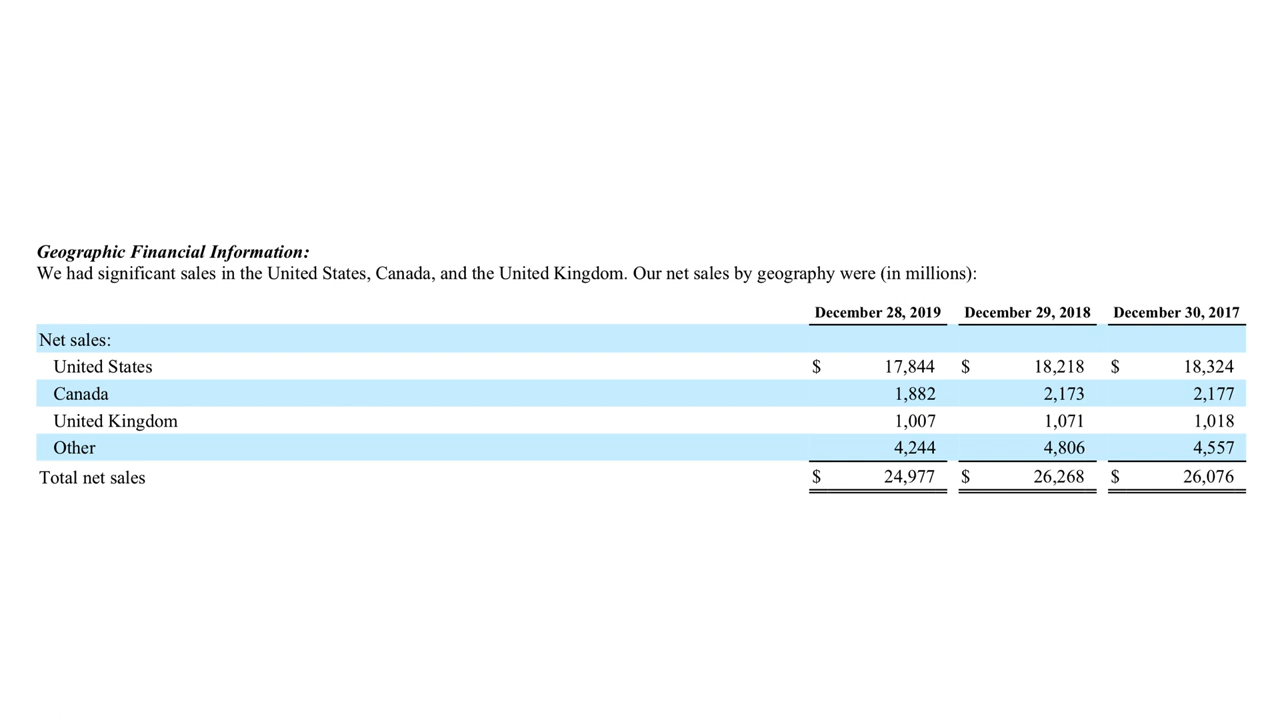 Geographic Financial Information:
We had significant sales in the United States, Canada, and the United Kingdom. Our net sales by geography were (in millions):
December 28, 2019 December 29, 2018 December 30, 2017
Net sales:
United States $ 17,844 $ 18,218 $ 18,324
Canada 1,882 2,173 2,177
United Kingdom 1,007 1,071 1,018
Other 4,244 4,806 4,557
Total net sales $ 24,977 $ 26,268 $ 26,076